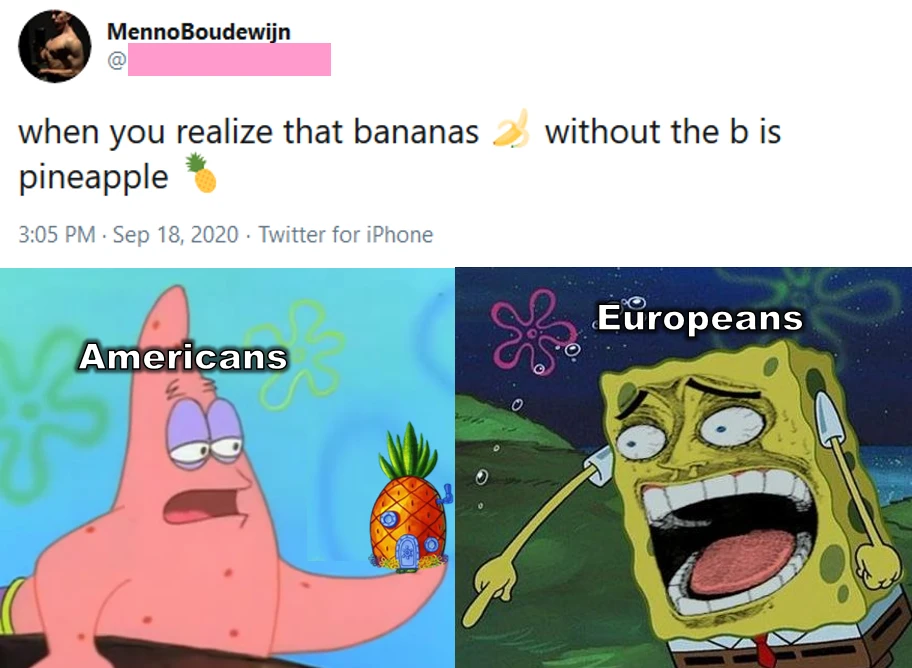 MennoBoudewijn
@
when you realize that bananas 🍌 without the b is
pineapple 🍍
3:05 PM · Sep 18, 2020 · Twitter for iPhone
Americans
Europeans